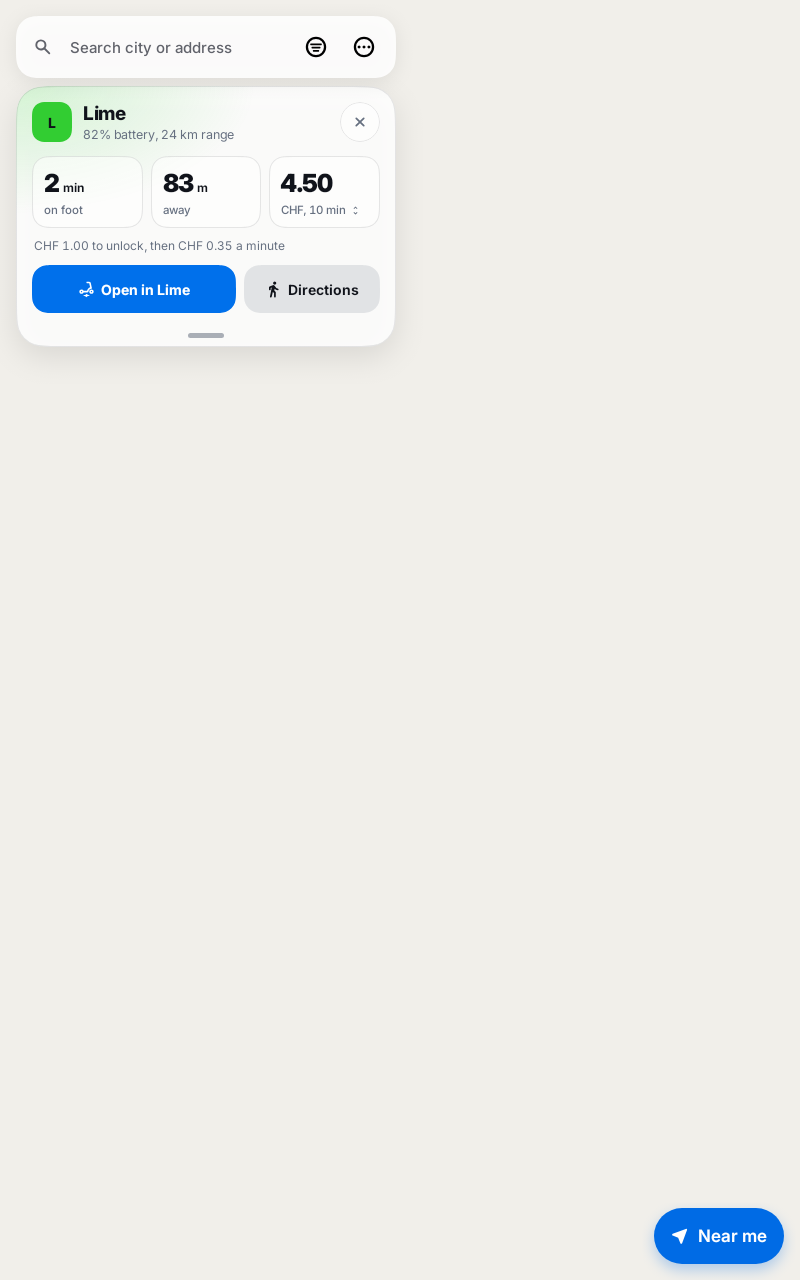 Search city or address
L
Lime
82% battery, 24 km range
2 min
on foot
83 m
away
4.50
CHF, 10 min
CHF 1.00 to unlock, then CHF 0.35 a minute
Open in Lime
Directions
Near me